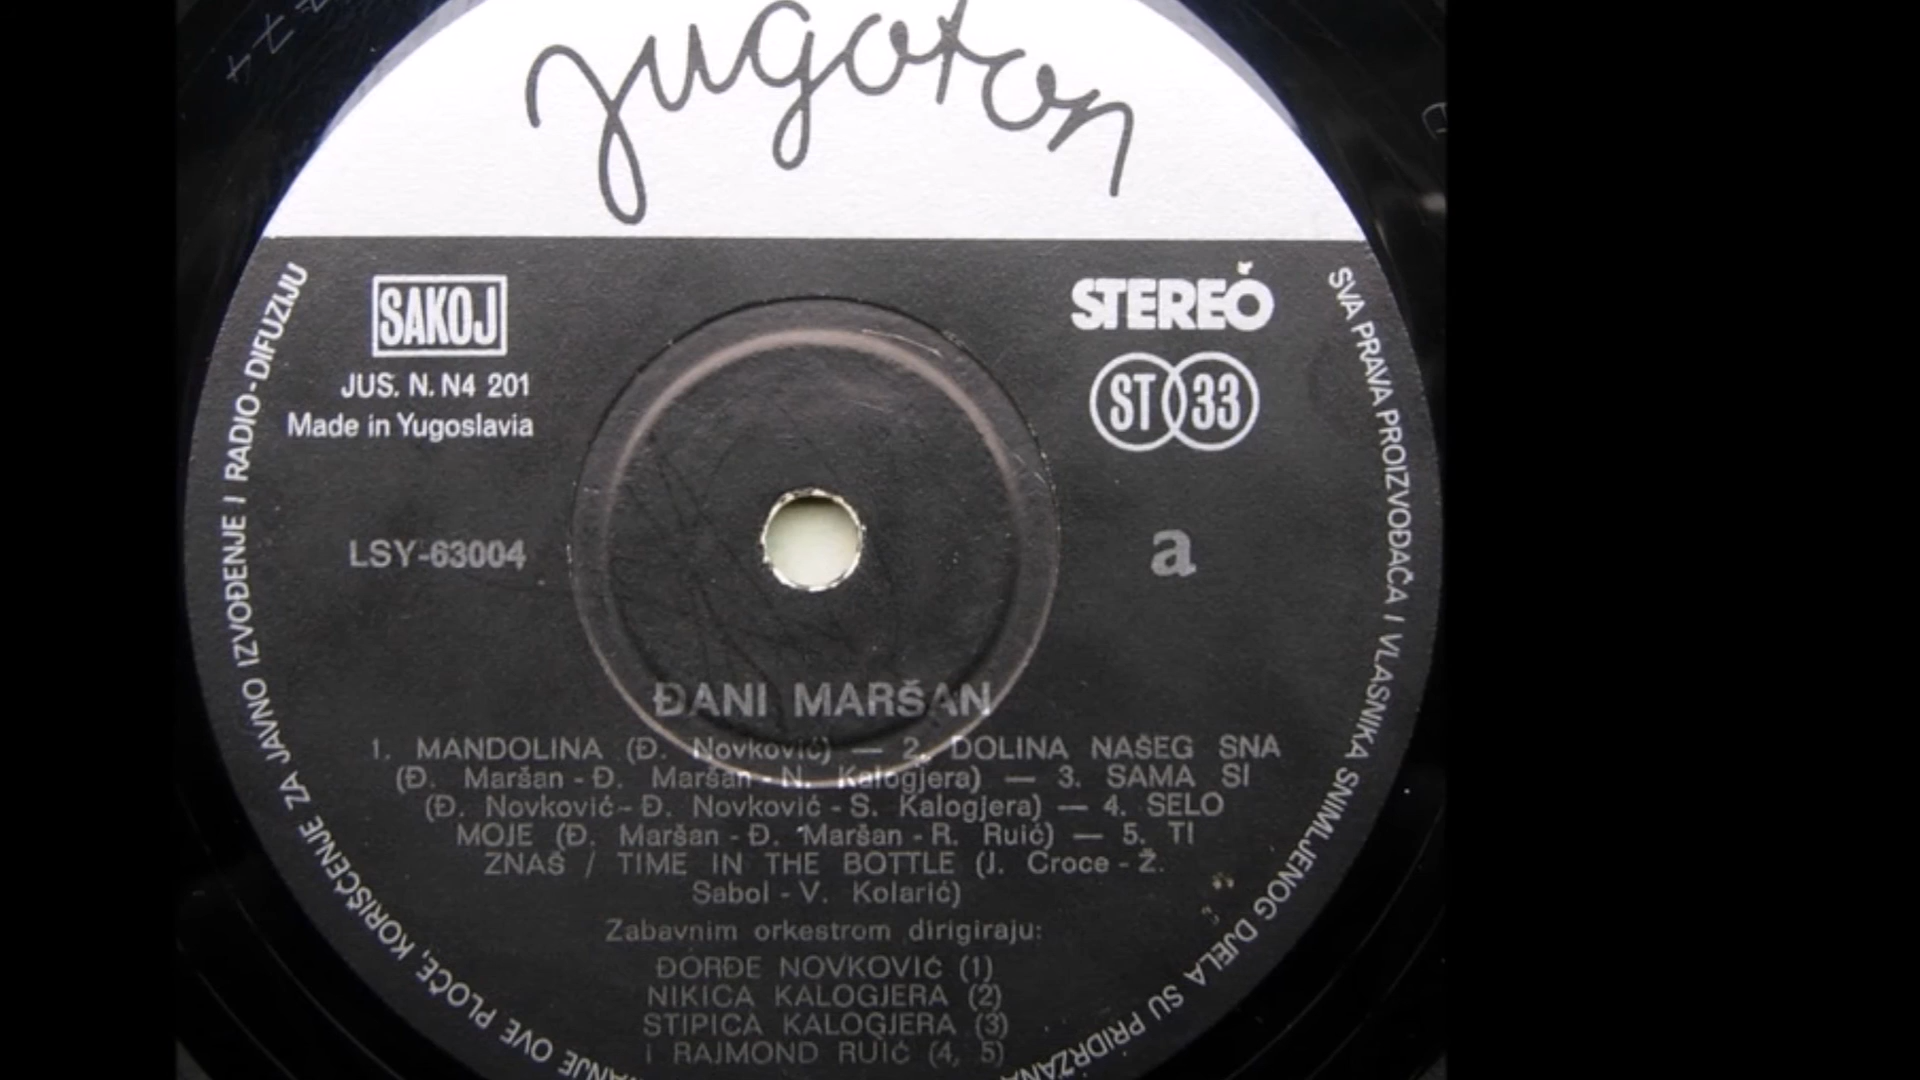 jugoton
SAKOJ
JUS. N. N4 201
Made in Yugoslavia
STEREO
ST 33
LSY-63004
a
ĐANI MARŠAN
1. MANDOLINA (Đ. Novković) — 2. DOLINA NAŠEG SNA
(Đ. Maršan - Đ. Maršan - N. Kalogjera) — 3. SAMA SI
(Đ. Novković - Đ. Novković - S. Kalogjera) — 4. SELO
MOJE (Đ. Maršan - Đ. Maršan - R. Ruić) — 5. TI
ZNAŠ / TIME IN THE BOTTLE (J. Croce - Ž.
Sabol - V. Kolarić)
Zabavnim orkestrom dirigiraju:
ĐORĐE NOVKOVIĆ (1)
NIKICA KALOGJERA (2)
STIPICA KALOGJERA (3)
i RAJMOND RUIĆ (4, 5)
SVA PRAVA PROIZVOĐAČA I VLASNIKA SNIMLJENOG DJELA SU PRIDRŽANA
OVE PLOČE, KORIŠĆENJE ZA JAVNO IZVOĐENJE I RADIO-DIFUZIJU